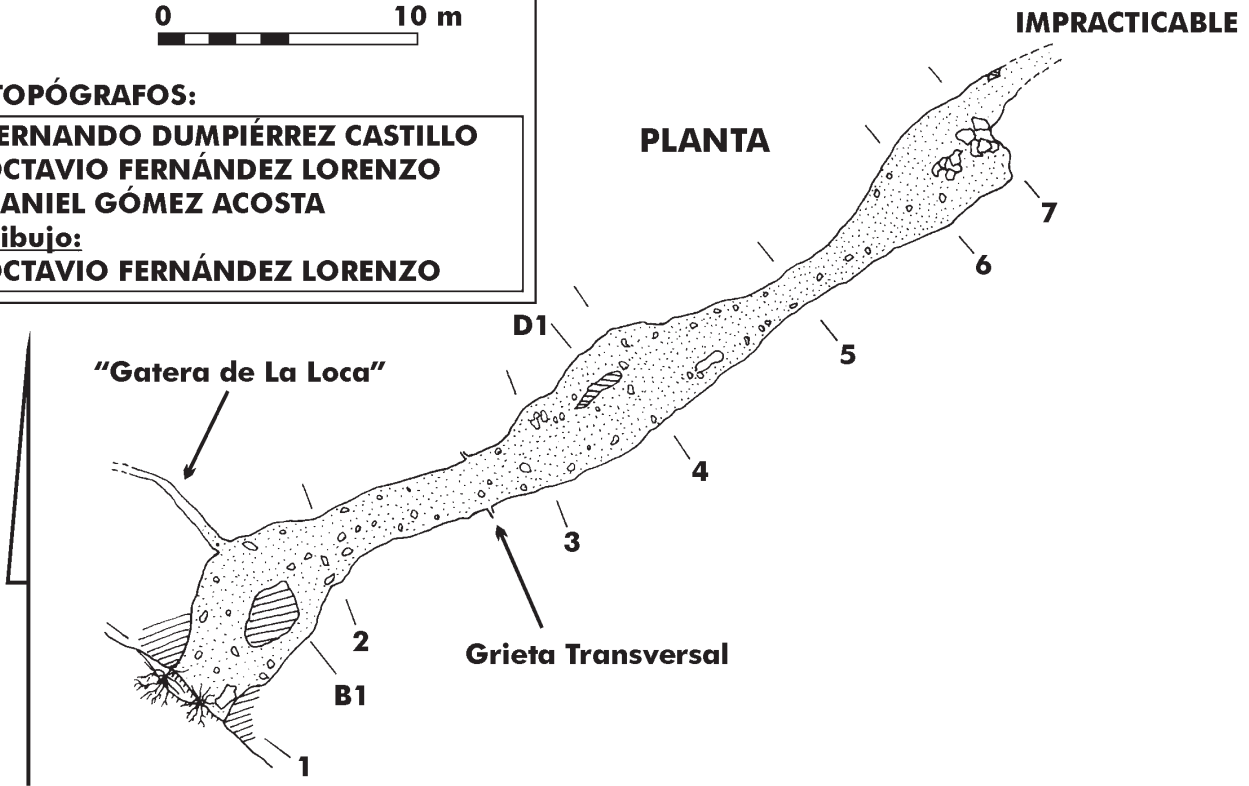 0 10 m
TOPÓGRAFOS:
ERNANDO DUMPIÉRREZ CASTILLO
OCTAVIO FERNÁNDEZ LORENZO
ANIEL GÓMEZ ACOSTA
ibujo:
OCTAVIO FERNÁNDEZ LORENZO
IMPRACTICABLE
PLANTA
7
6
D1
5
"Gatera de La Loca"
4
3
2
Grieta Transversal
B1
1